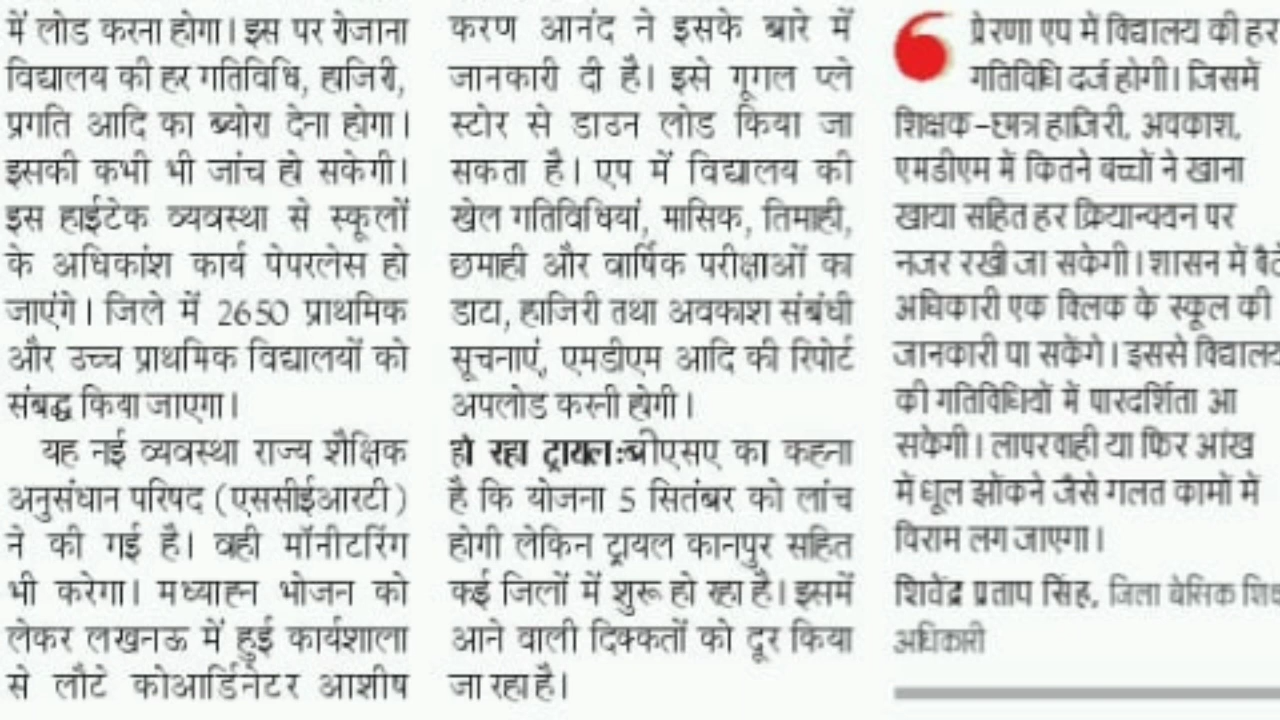 में लोड करना होगा। इस पर रोजाना
विद्यालय की हर गतिविधि, हाजिरी,
प्रगति आदि का ब्योरा देना होगा।
इसकी कभी भी जांच हो सकेगी।
इस हाईटेक व्यवस्था से स्कूलों
के अधिकांश कार्य पेपरलेस हो
जाएंगे। जिले में 2650 प्राथमिक
और उच्च प्राथमिक विद्यालयों को
संबद्ध किया जाएगा।
यह नई व्यवस्था राज्य शैक्षिक
अनुसंधान परिषद (एससीईआरटी)
ने की गई है। वही मॉनीटरिंग
भी करेगा। मध्याह्न भोजन को
लेकर लखनऊ में हुई कार्यशाला
से लौटे कोआर्डिनेटर आशीष
करण आनंद ने इसके बारे में
जानकारी दी है। इसे गूगल प्ले
स्टोर से डाउन लोड किया जा
सकता है। एप में विद्यालय की
खेल गतिविधियां, मासिक, तिमाही,
छमाही और वार्षिक परीक्षाओं का
डाटा, हाजिरी तथा अवकाश संबंधी
सूचनाएं, एमडीएम आदि की रिपोर्ट
अपलोड करनी होगी।
हो रहा ट्रायल:बीएसए का कहना
है कि योजना 5 सितंबर को लांच
होगी लेकिन ट्रायल कानपुर सहित
कई जिलों में शुरू हो रहा है। इसमें
आने वाली दिक्कतों को दूर किया
जा रहा है।
प्रेरणा एप में विद्यालय की हर
गतिविधि दर्ज होगी। जिसमें
शिक्षक-छात्र हाजिरी, अवकाश,
एमडीएम में कितने बच्चों ने खाना
खाया सहित हर क्रियान्वयन पर
नजर रखी जा सकेगी। शासन में बैठे
अधिकारी एक क्लिक के स्कूल की
जानकारी पा सकेंगे। इससे विद्यालय
की गतिविधियों में पारदर्शिता आ
सकेगी। लापरवाही या फिर आंख
में धूल झोंकने जैसे गलत कामों में
विराम लग जाएगा।
शिवेंद्र प्रताप सिंह, जिला बेसिक शिक्ष
अधिकारी